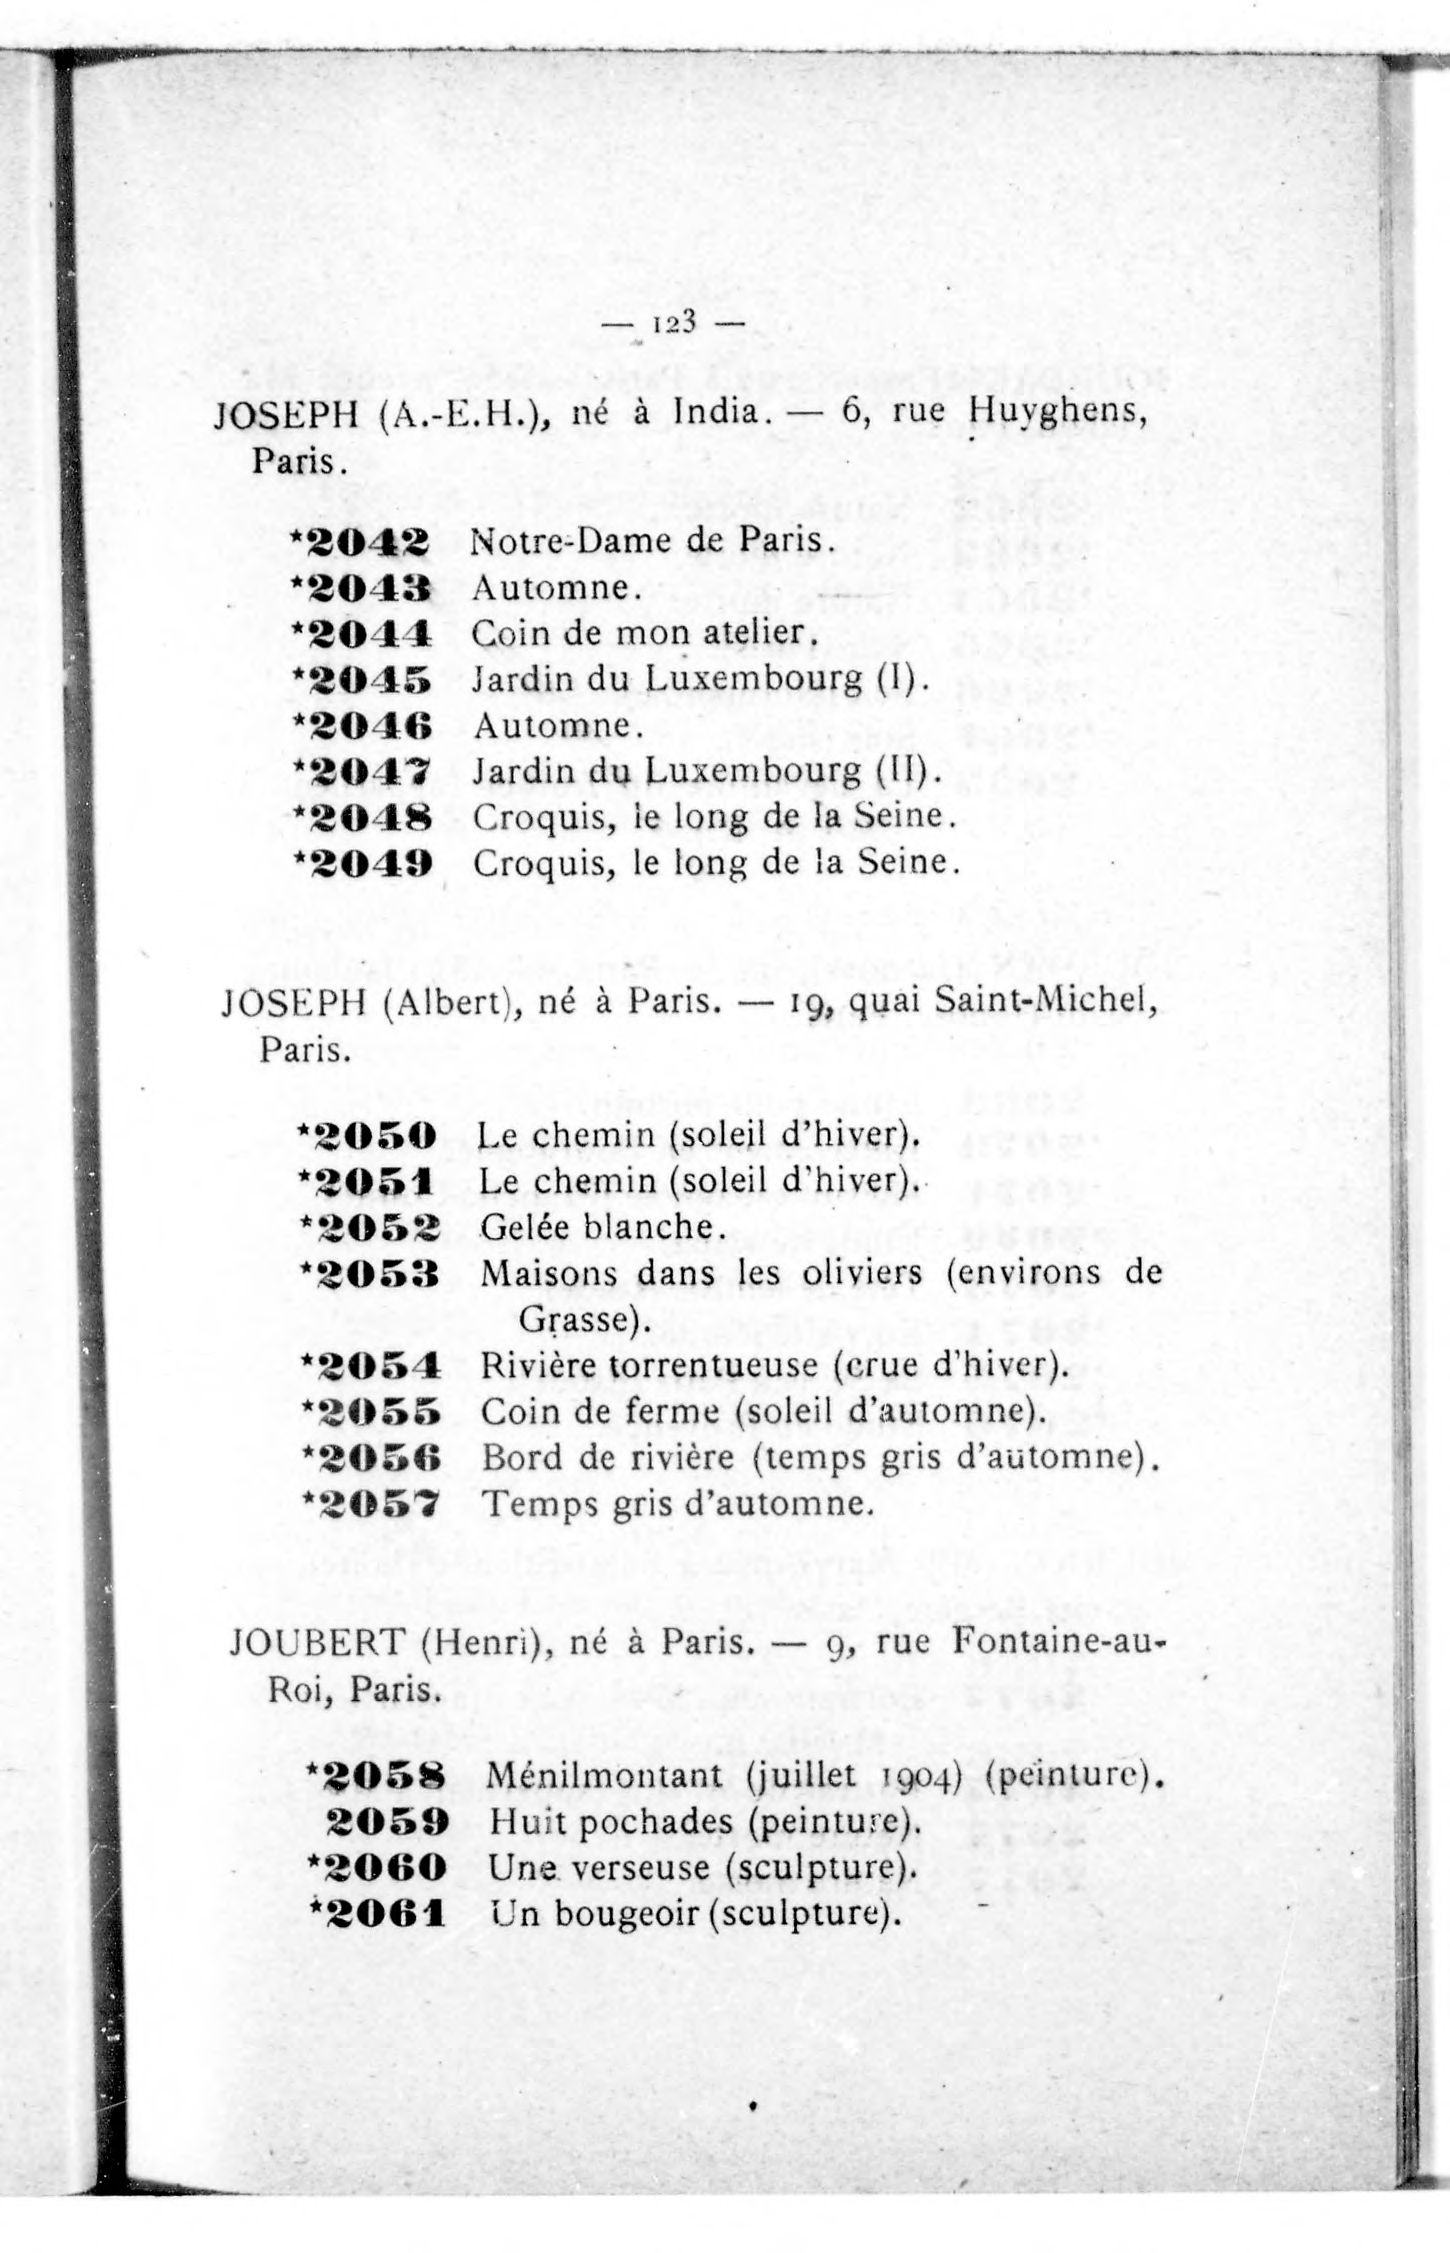 — 123 —
JOSEPH (A.-E.H.), né à India. — 6, rue Huyghens,
Paris.
*2042 Notre-Dame de Paris.
*2043 Automne.
*2044 Coin de mon atelier.
*2045 Jardin du Luxembourg (I).
*2046 Automne.
*2047 Jardin du Luxembourg (II).
*2048 Croquis, le long de la Seine.
*2049 Croquis, le long de la Seine.
JOSEPH (Albert), né à Paris. — 19, quai Saint-Michel,
Paris.
*2050 Le chemin (soleil d'hiver).
*2051 Le chemin (soleil d'hiver).
*2052 Gelée blanche.
*2053 Maisons dans les oliviers (environs de
Grasse).
*2054 Rivière torrentueuse (crue d'hiver).
*2055 Coin de ferme (soleil d'automne).
*2056 Bord de rivière (temps gris d'automne).
*2057 Temps gris d'automne.
JOUBERT (Henri), né à Paris. — 9, rue Fontaine-au-
Roi, Paris.
*2058 Ménilmontant (juillet 1904) (peinture).
2059 Huit pochades (peinture).
*2060 Une verseuse (sculpture).
*2061 Un bougeoir (sculpture).